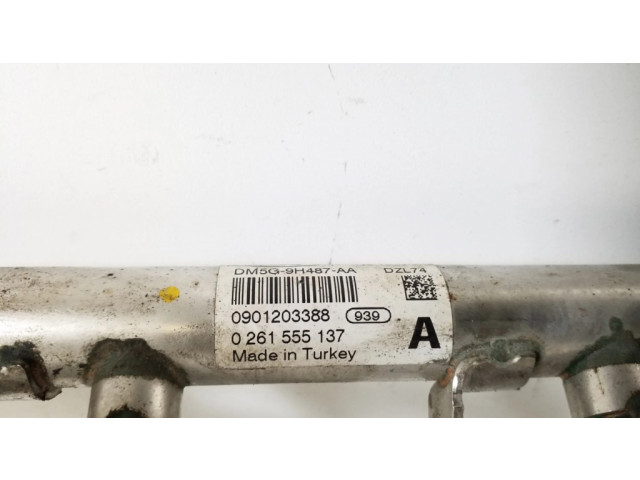 DM5G-9H487-AA DZL74
0901203388 939
0 261 555 137 A
Made in Turkey